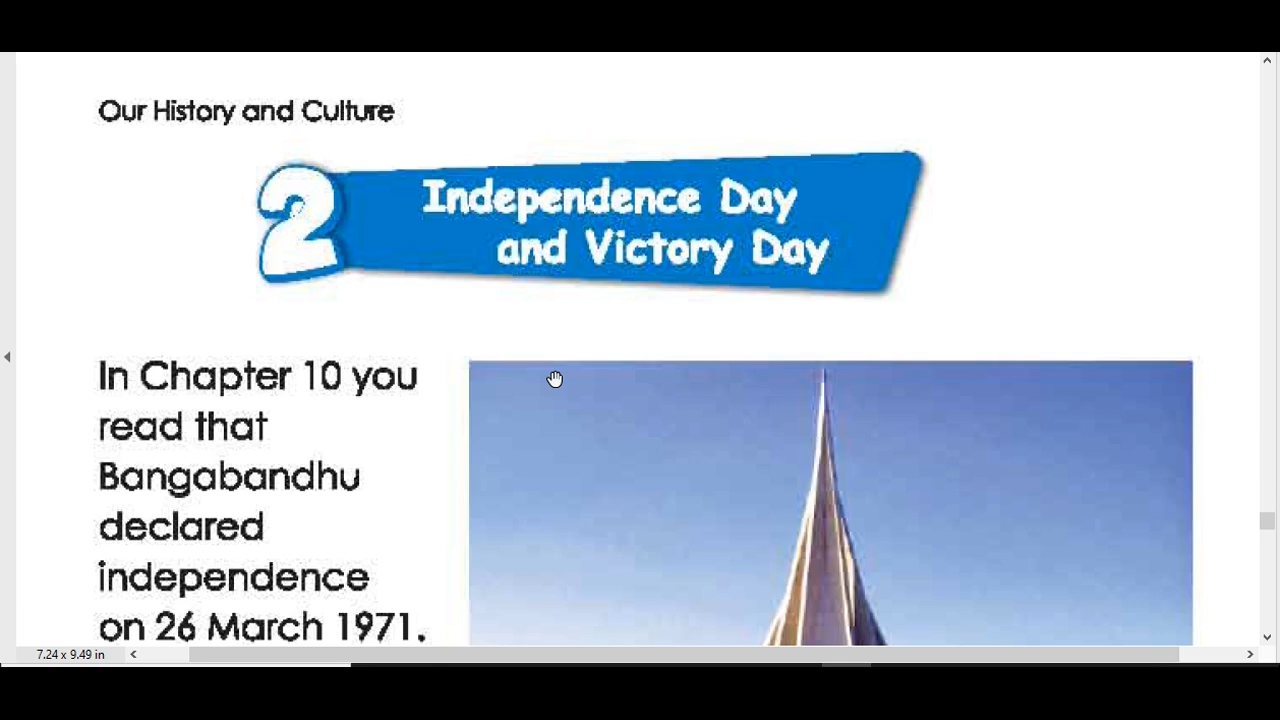 Our History and Culture
2
Independence Day
and Victory Day
In Chapter 10 you
read that
Bangabandhu
declared
independence
on 26 March 1971.
7.24 x 9.49 in